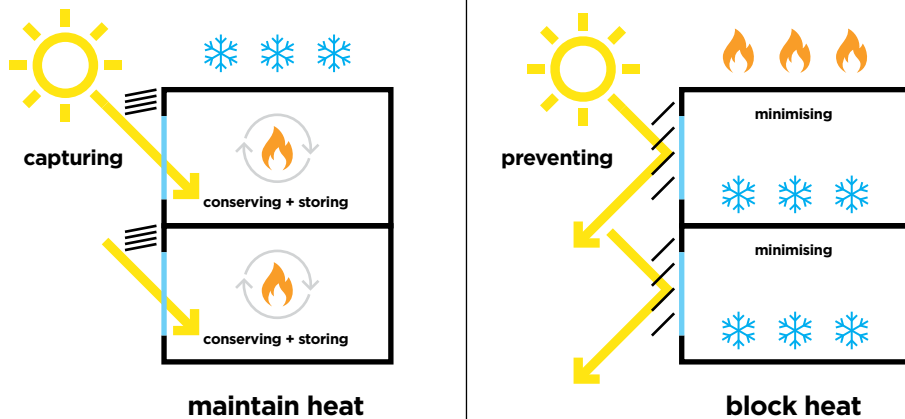 capturing
conserving + storing
conserving + storing
maintain heat
minimising
preventing
minimising
block heat